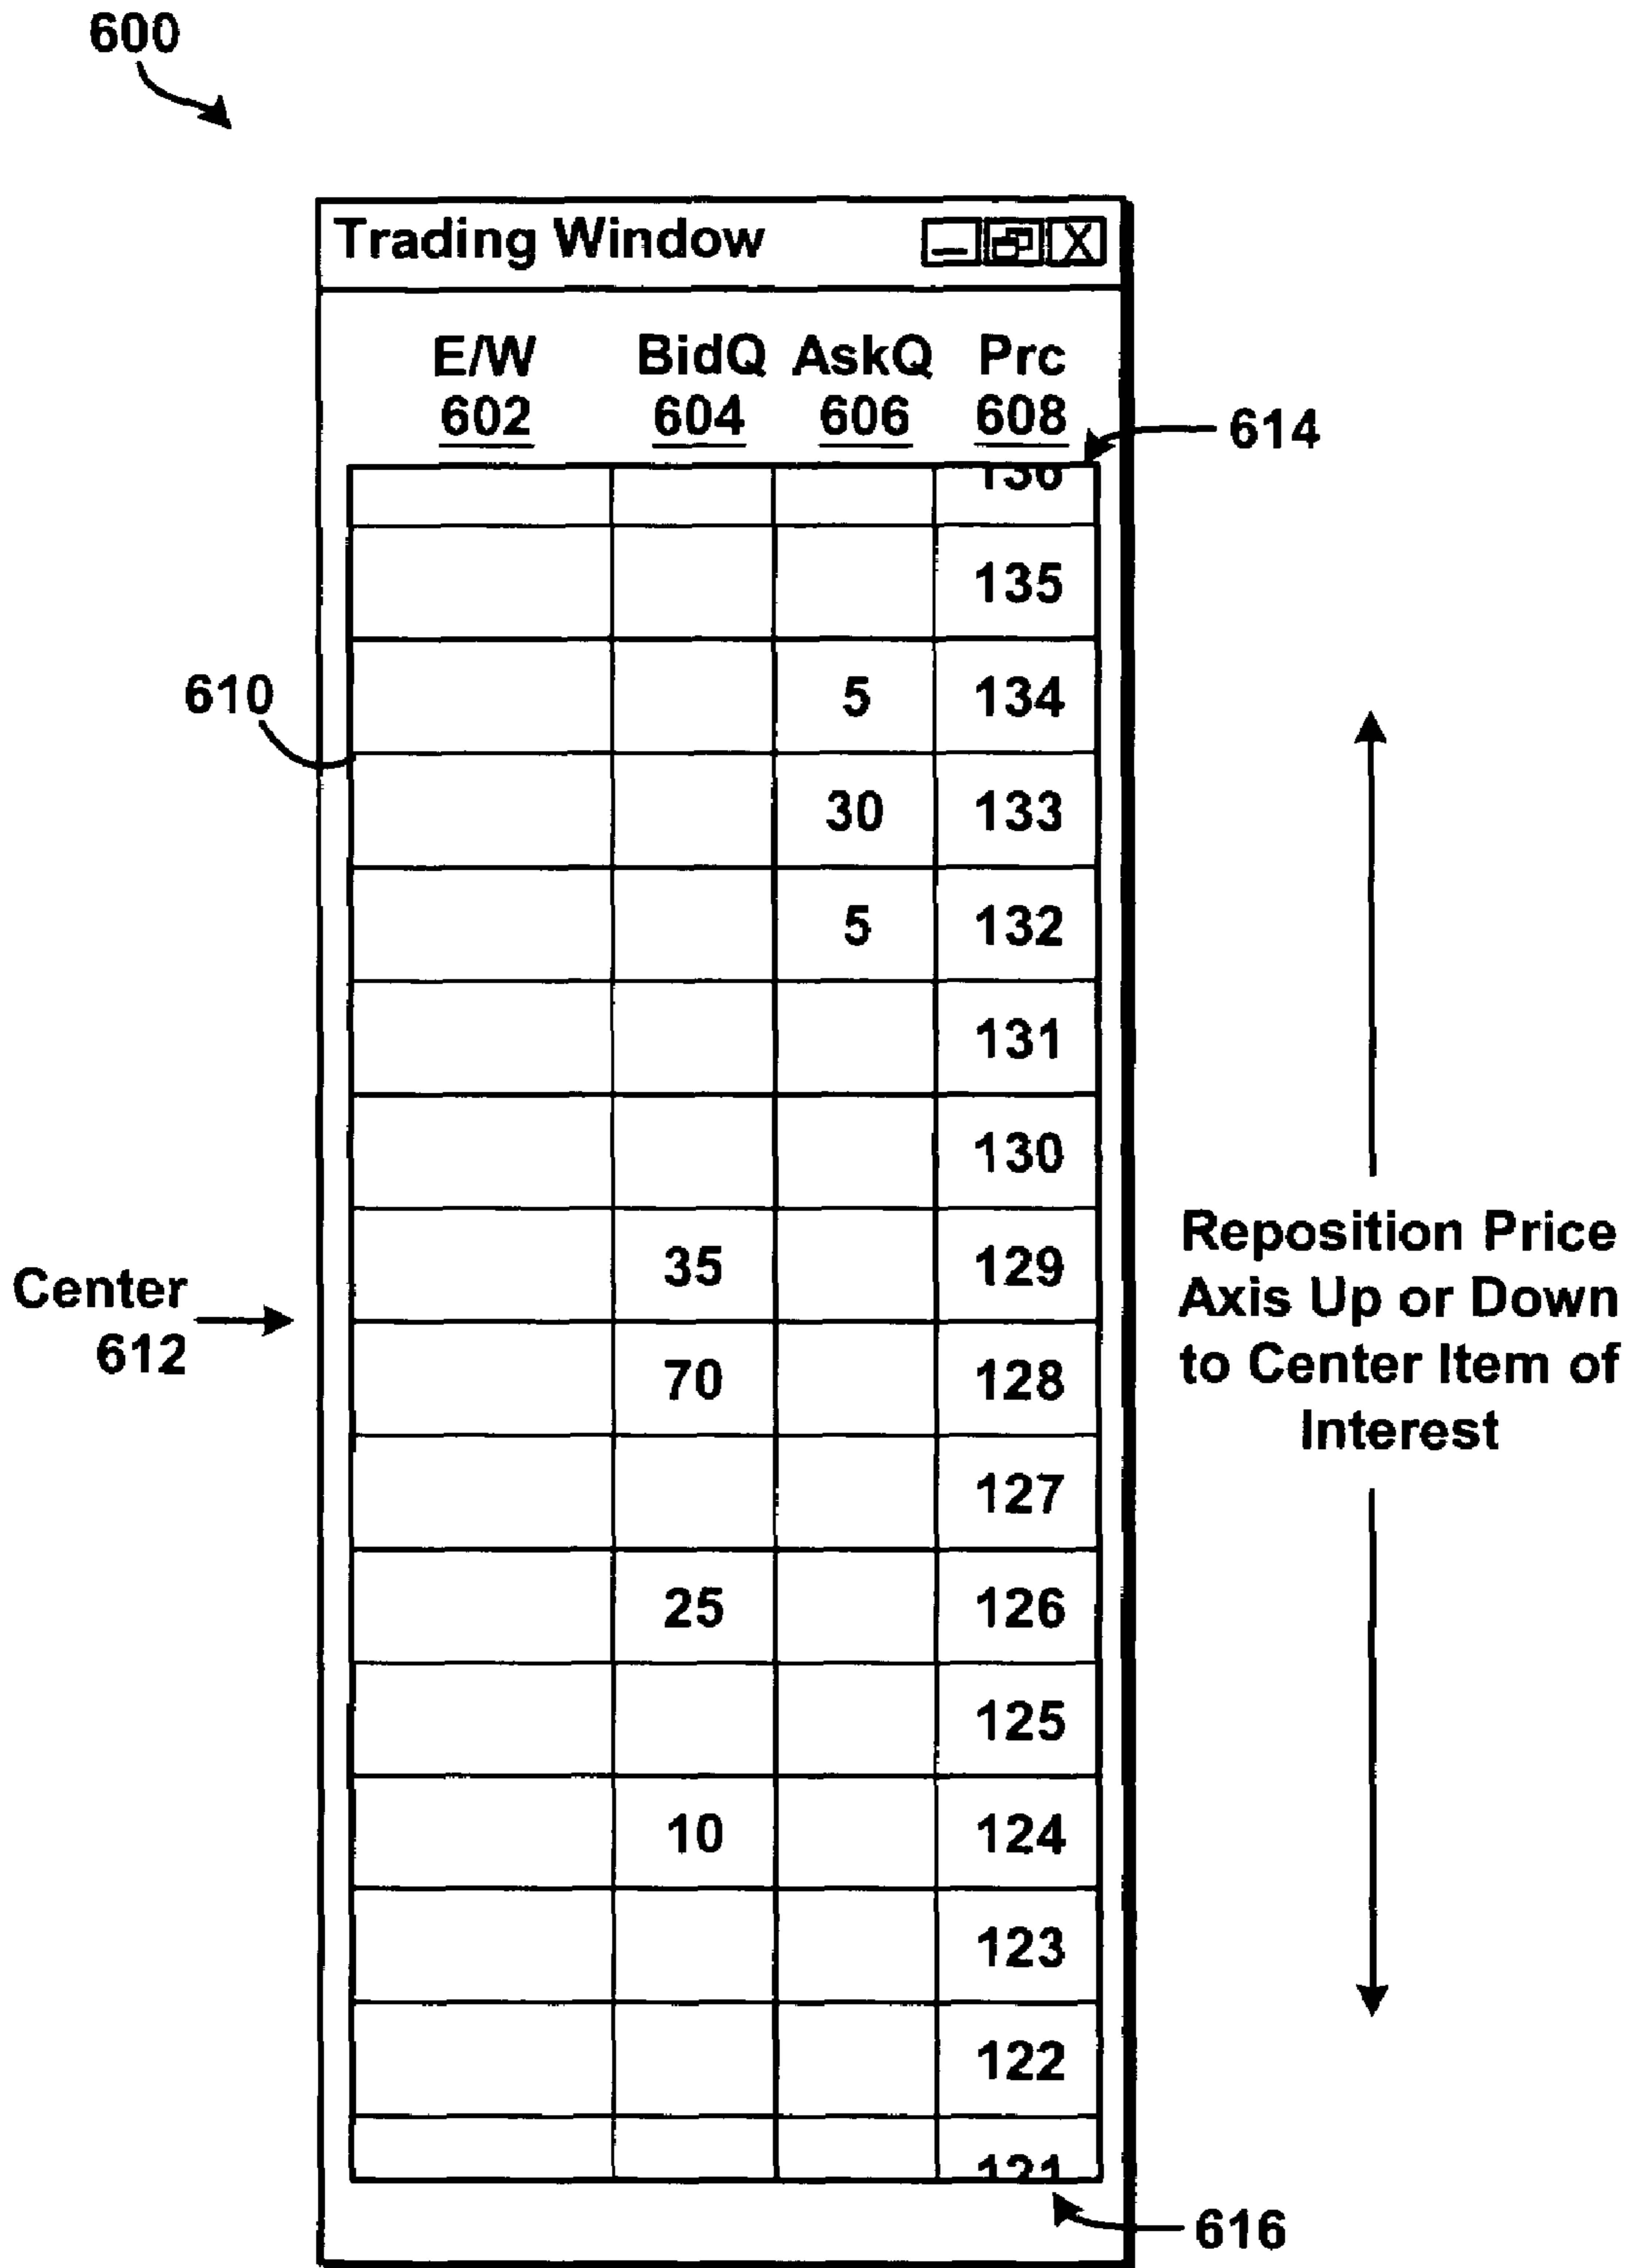 600
Trading Window
E/W BidQ AskQ Prc
602 604 606 608
614
136
135
610
5 134
30 133
5 132
131
130
35 129
Center
612
70 128
127
25 126
125
10 124
123
122
121
616
Reposition Price
Axis Up or Down
to Center Item of
Interest